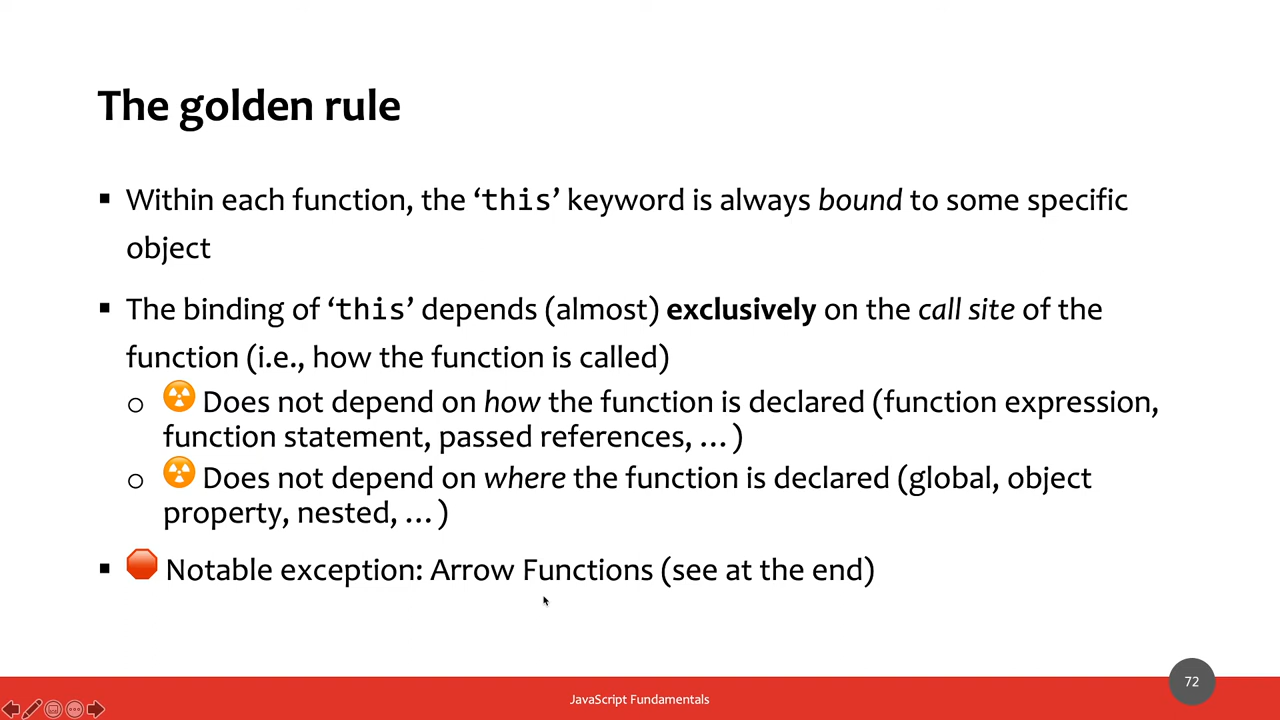 The golden rule
▪ Within each function, the ‘this’ keyword is always bound to some specific
object
▪ The binding of ‘this’ depends (almost) exclusively on the call site of the
function (i.e., how the function is called)
o ☢ Does not depend on how the function is declared (function expression,
function statement, passed references, …)
o ☢ Does not depend on where the function is declared (global, object
property, nested, …)
▪ 🛑 Notable exception: Arrow Functions (see at the end)
72
JavaScript Fundamentals